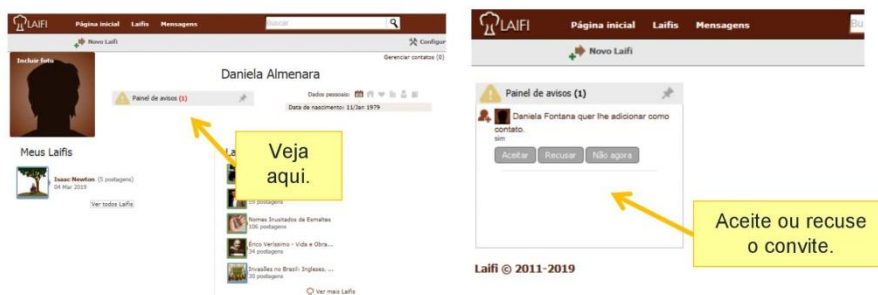 LAIFI
Página inicial Laifis Mensagens
Buscar
Novo Laifi
Configur
Gerenciar contatos (0)
Incluir foto
Daniela Almenara
Painel de avisos (1)
Dados pessoais:
Data de nascimento: 11/Jan 1979
Veja
aqui.
Meus Laifis
La
Isaac Newton (5 postagens)
04 Mar 2015
Ver todos Laifis
postagens
Nomes Inusitados de Esmaltes
106 postagens
Érico Veríssimo - Vida e Obra...
24 postagens
Invasões no Brasil: Ingleses, ...
30 postagens
Ver mais Laifis
LAIFI
Página inicial Laifis Mensagens
Bu
Novo Laifi
Painel de avisos (1)
Daniela Fontana quer lhe adicionar como
contato.
sim
Aceitar Recusar Não agora
Aceite ou recuse
o convite.
Laifi © 2011-2019